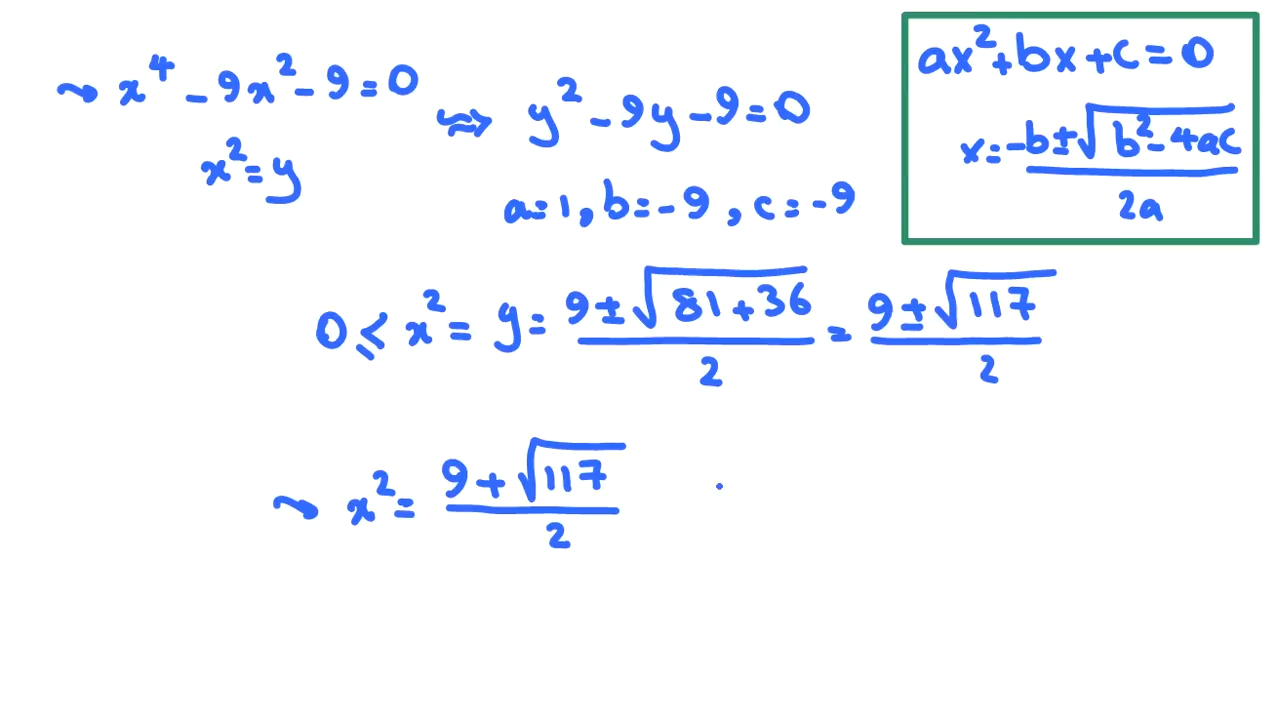 ~> x⁴ - 9x² - 9 = 0
x² = y
⟺ y² - 9y - 9 = 0
a=1, b=-9, c=-9
ax²+bx+c=0
x = -b±√(b²-4ac) / 2a
0 ≤ x² = y = (9±√(81+36)) / 2 = (9±√117) / 2
~> x² = (9+√117) / 2